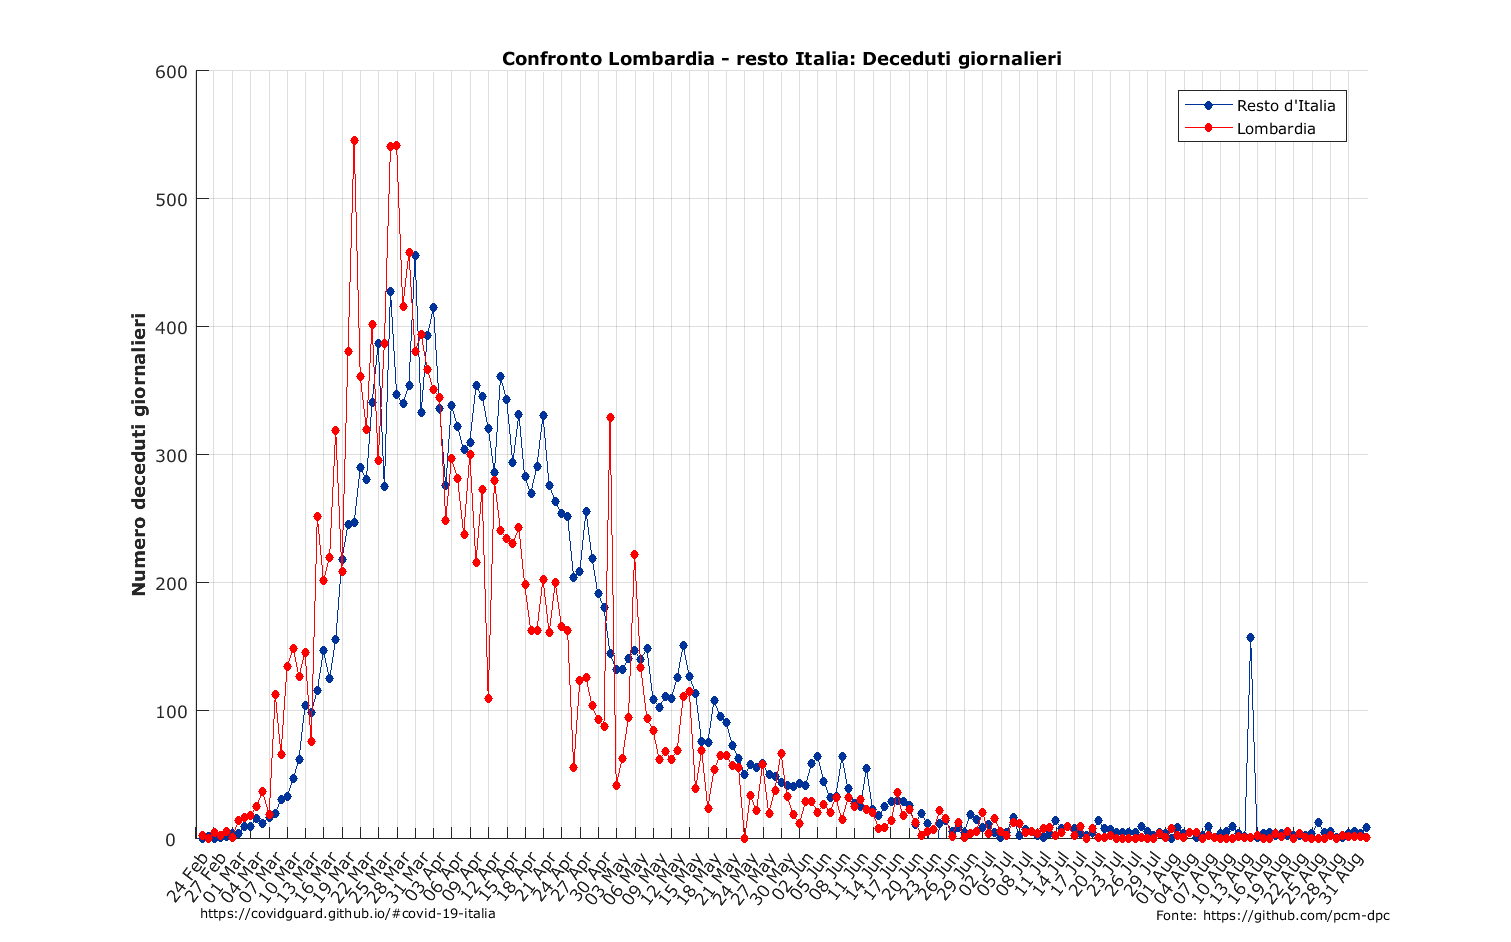 Confronto Lombardia - resto Italia: Deceduti giornalieri
Resto d'Italia
Lombardia
Numero deceduti giornalieri
600
500
400
300
200
100
0
24 Feb
27 Feb
01 Mar
04 Mar
07 Mar
10 Mar
13 Mar
16 Mar
19 Mar
22 Mar
25 Mar
28 Mar
31 Mar
03 Apr
06 Apr
09 Apr
12 Apr
15 Apr
18 Apr
21 Apr
24 Apr
27 Apr
30 Apr
03 May
06 May
09 May
12 May
15 May
18 May
21 May
24 May
27 May
30 May
02 Jun
05 Jun
08 Jun
11 Jun
14 Jun
17 Jun
20 Jun
23 Jun
26 Jun
29 Jun
02 Jul
05 Jul
08 Jul
11 Jul
14 Jul
17 Jul
20 Jul
23 Jul
26 Jul
29 Jul
01 Aug
04 Aug
07 Aug
10 Aug
13 Aug
16 Aug
19 Aug
22 Aug
25 Aug
28 Aug
31 Aug
https://covidguard.github.io/#covid-19-italia
Fonte: https://github.com/pcm-dpc